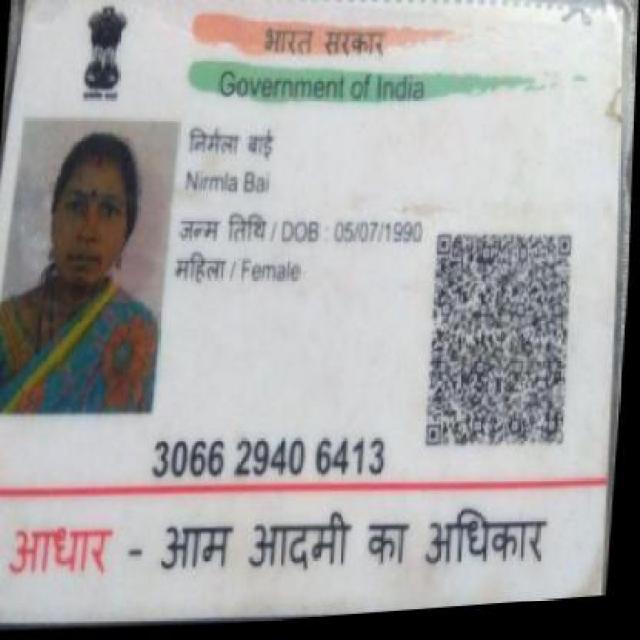 भारत सरकार
Government of India
निर्मला बाई
Nirmla Bai
जन्म तिथि / DOB : 05/07/1990
महिला / Female
3066 2940 6413
आधार - आम आदमी का अधिकार